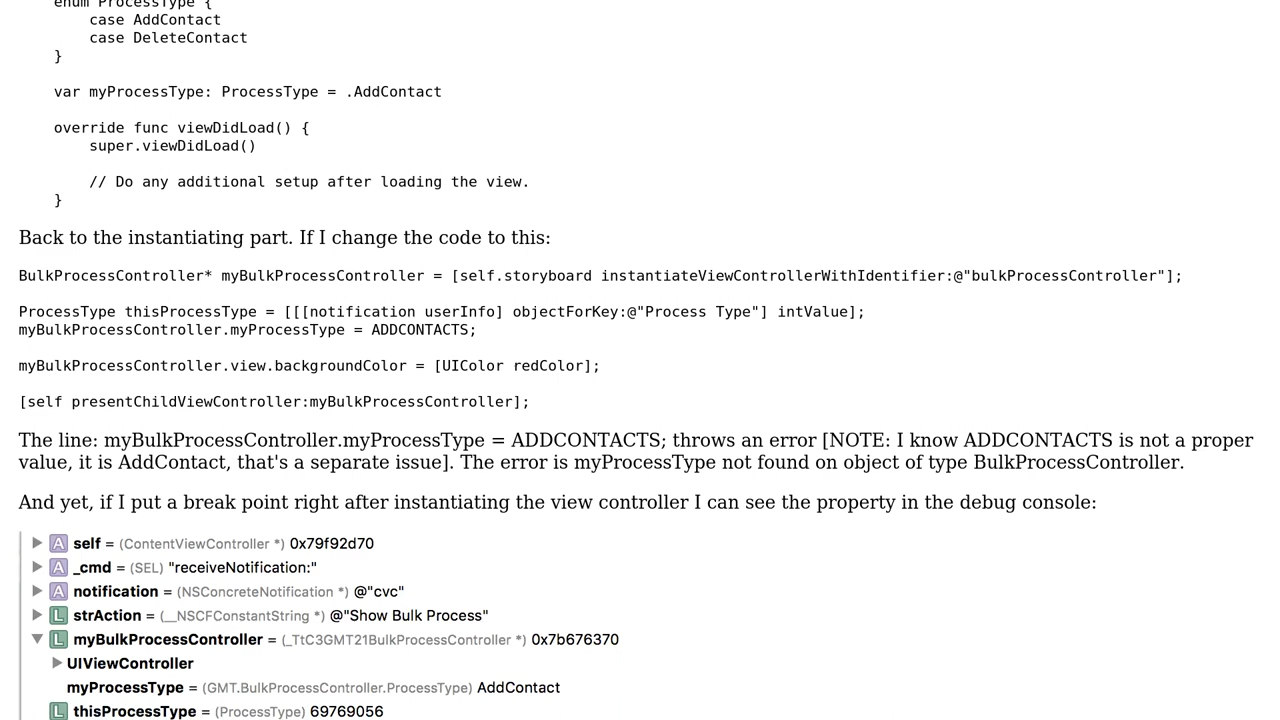 enum ProcessType {
case AddContact
case DeleteContact
}
var myProcessType: ProcessType = .AddContact
override func viewDidLoad() {
super.viewDidLoad()
// Do any additional setup after loading the view.
}
Back to the instantiating part. If I change the code to this:
BulkProcessController* myBulkProcessController = [self.storyboard instantiateViewControllerWithIdentifier:@"bulkProcessController"];
ProcessType thisProcessType = [[[notification userInfo] objectForKey:@"Process Type"] intValue];
myBulkProcessController.myProcessType = ADDCONTACTS;
myBulkProcessController.view.backgroundColor = [UIColor redColor];
[self presentChildViewController:myBulkProcessController];
The line: myBulkProcessController.myProcessType = ADDCONTACTS; throws an error [NOTE: I know ADDCONTACTS is not a proper
value, it is AddContact, that's a separate issue]. The error is myProcessType not found on object of type BulkProcessController.
And yet, if I put a break point right after instantiating the view controller I can see the property in the debug console:
A self = (ContentViewController *) 0x79f92d70
A _cmd = (SEL) "receiveNotification:"
A notification = (NSConcreteNotification *) @"cvc"
L strAction = (__NSCFConstantString *) @"Show Bulk Process"
L myBulkProcessController = (_TtC3GMT21BulkProcessController *) 0x7b676370
UIViewController
myProcessType = (GMT.BulkProcessController.ProcessType) AddContact
L thisProcessType = (ProcessType) 69769056